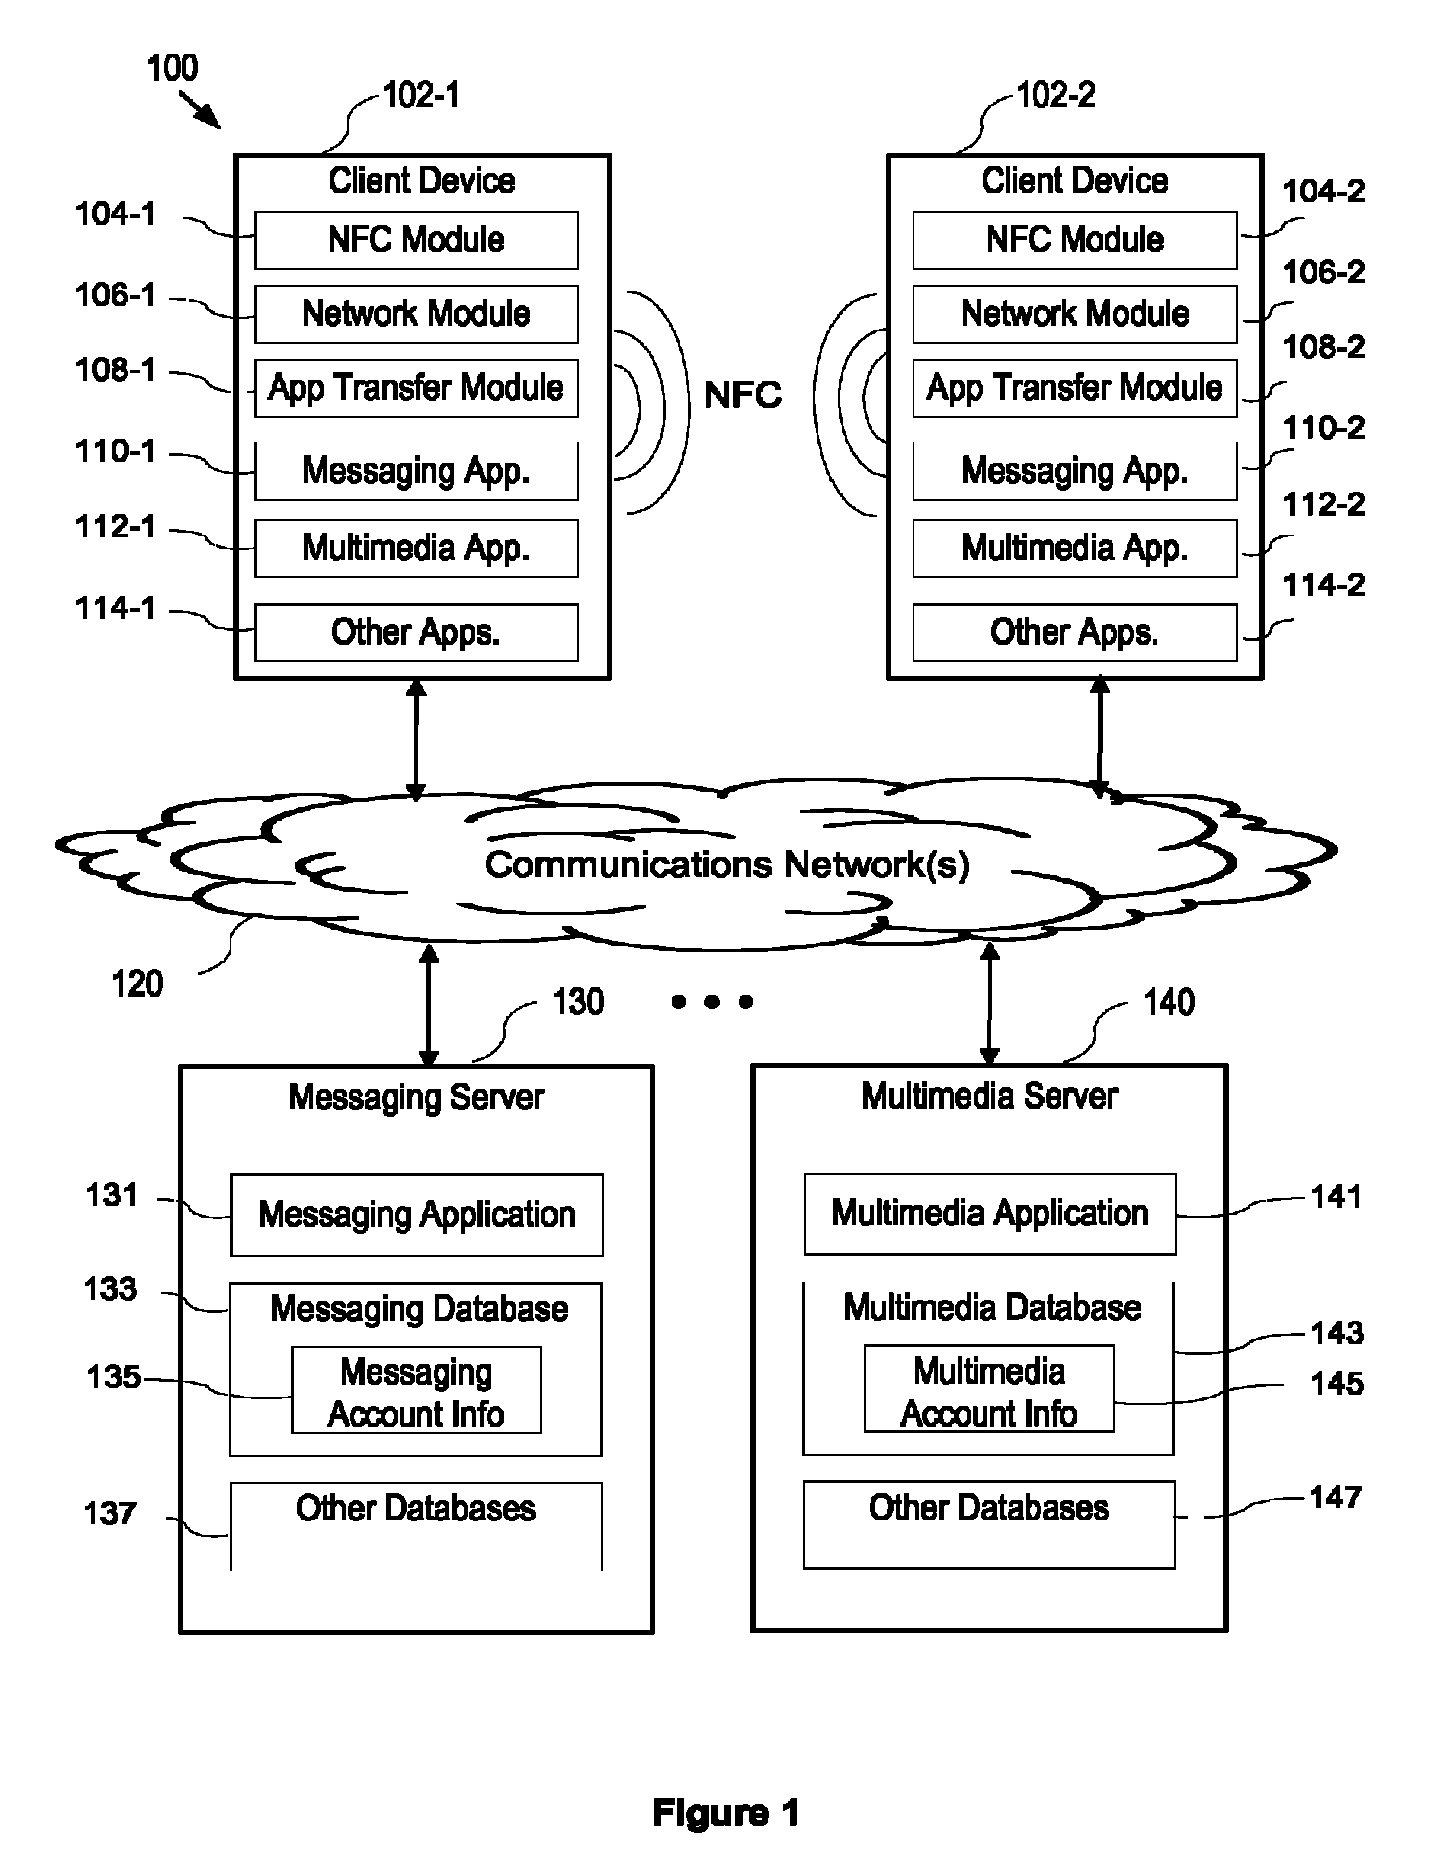 100
102-1
102-2
Client Device
Client Device
104-1
NFC Module
NFC Module
104-2
106-1
Network Module
Network Module
106-2
108-1
App Transfer Module
NFC
App Transfer Module
108-2
110-1
Messaging App.
Messaging App.
110-2
112-1
Multimedia App.
Multimedia App.
112-2
114-1
Other Apps.
Other Apps.
114-2
Communications Network(s)
120
130
140
Messaging Server
Multimedia Server
131
Messaging Application
Multimedia Application
141
133
Messaging Database
Multimedia Database
143
135
Messaging
Account Info
Multimedia
Account Info
145
137
Other Databases
Other Databases
147
Figure 1